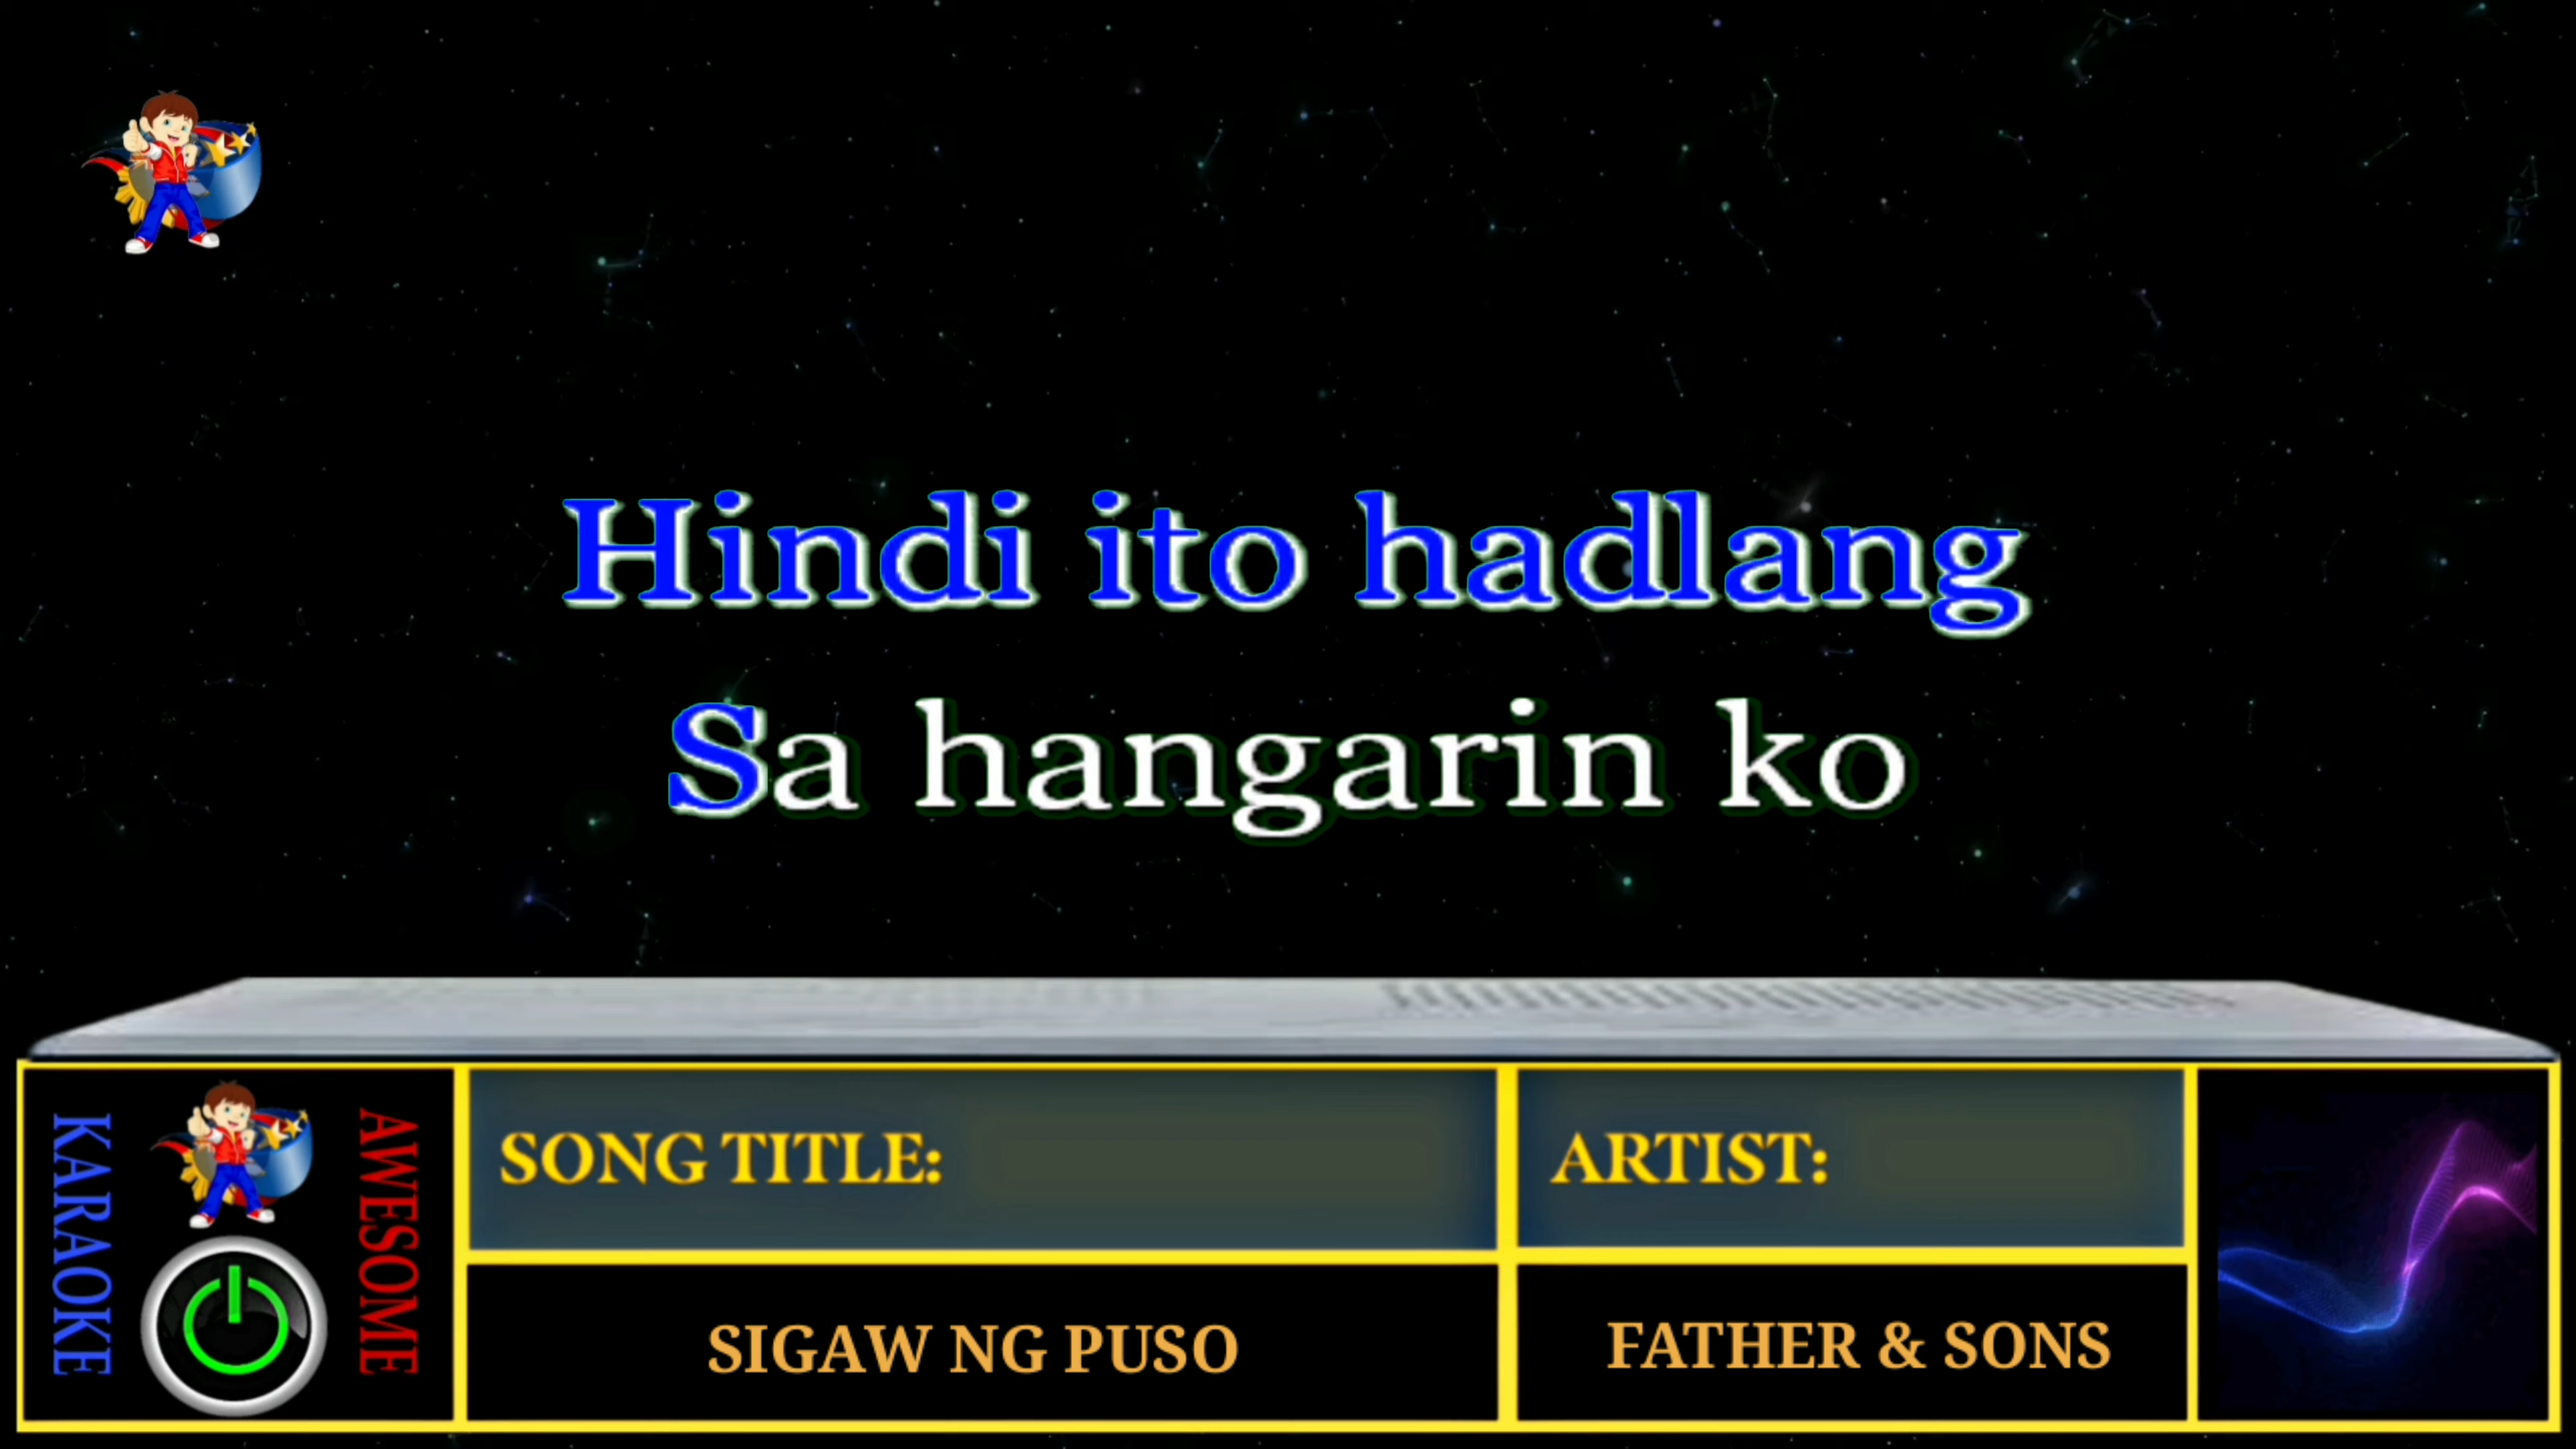 Hindi ito hadlang
Sa hangarin ko
KARAOKE
AWESOME
SONG TITLE:
ARTIST:
SIGAW NG PUSO
FATHER & SONS